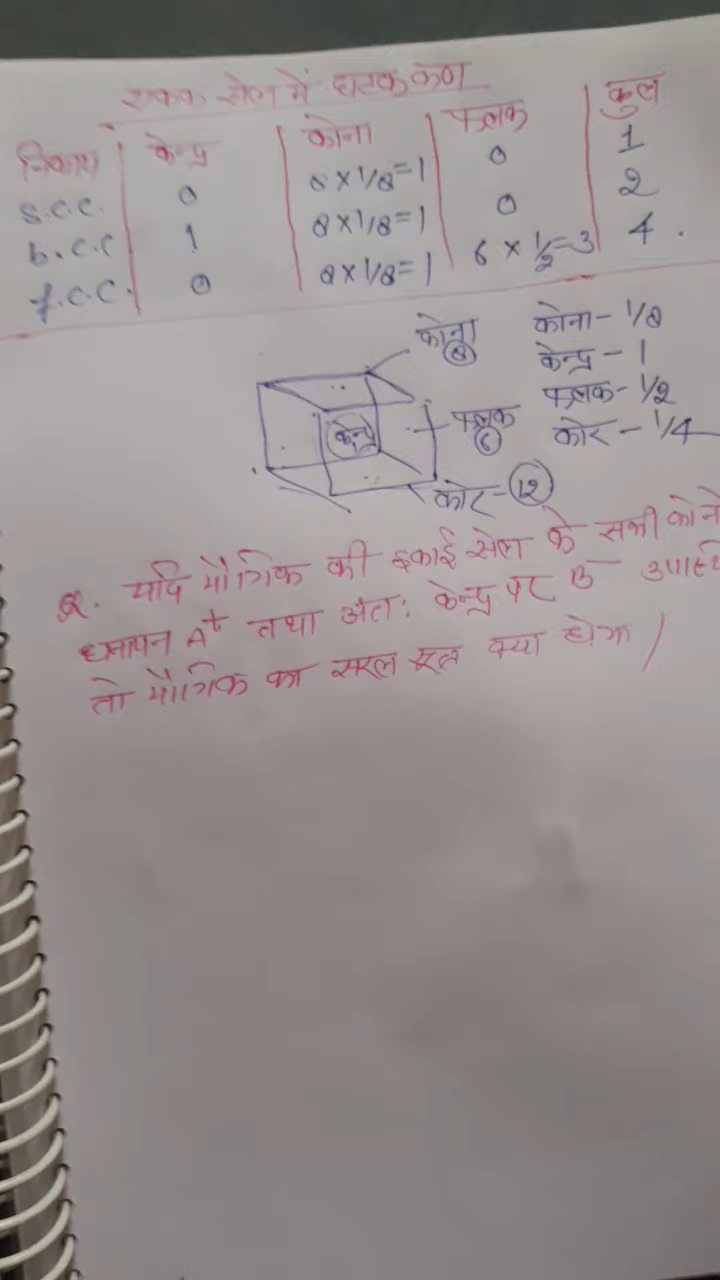 एकक सेल में घटक कण
निकाय केन्द्र कोना फलक कुल
S.C.C. 0 8 × 1/8 = 1 0 1
b.c.c 1 8 × 1/8 = 1 0 2
f.c.c. 0 8 × 1/8 = 1 6 × 1/2 = 3 4.
कोना 8
कोना - 1/8
केन्द्र - 1
फलक - 1/2
कोर - 1/4
केन्द्र
फलक 6
कोर - 12
Q. यदि यौगिक की इकाई सेल के सभी कोनों
धनायन A+ तथा अंत: केन्द्र पर B-
तो यौगिक का सरल सूत्र क्या होगा /